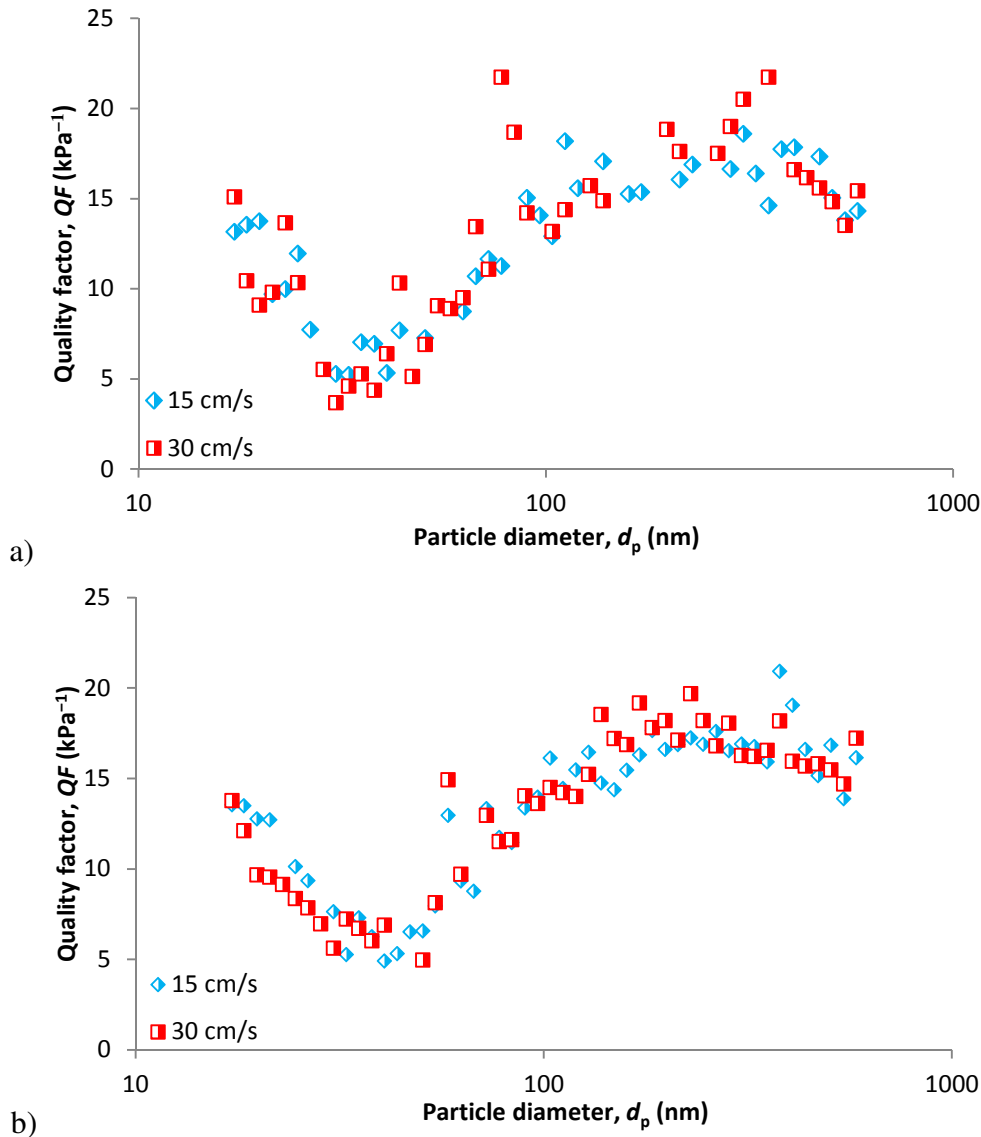 25
20
15
10
5
0
Quality factor, QF (kPa⁻¹)
15 cm/s
30 cm/s
10
100
1000
Particle diameter, dp (nm)
a)
25
20
15
10
5
0
Quality factor, QF (kPa⁻¹)
15 cm/s
30 cm/s
10
100
1000
Particle diameter, dp (nm)
b)